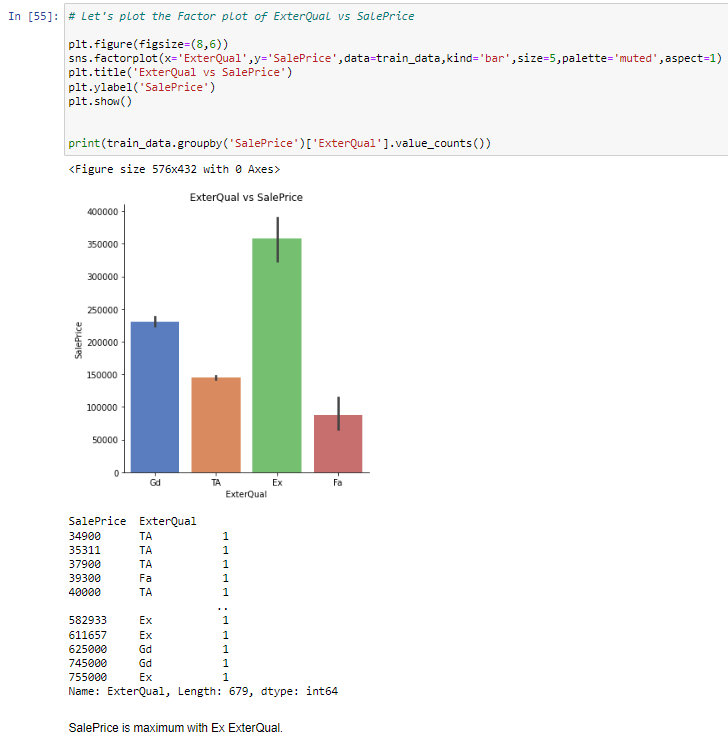 In [55]: # Let's plot the Factor plot of ExterQual vs SalePrice
plt.figure(figsize=(8,6))
sns.factorplot(x='ExterQual',y='SalePrice',data=train_data,kind='bar',size=5,palette='muted',aspect=1)
plt.title('ExterQual vs SalePrice')
plt.ylabel('SalePrice')
plt.show()
print(train_data.groupby('SalePrice')['ExterQual'].value_counts())
<Figure size 576x432 with 0 Axes>
ExterQual vs SalePrice
400000
350000
300000
250000
200000
150000
100000
50000
0
SalePrice
Gd TA Ex Fa
ExterQual
SalePrice ExterQual
34900 TA 1
35311 TA 1
37900 TA 1
39300 Fa 1
40000 TA 1
..
582933 Ex 1
611657 Ex 1
625000 Gd 1
745000 Gd 1
755000 Ex 1
Name: ExterQual, Length: 679, dtype: int64
SalePrice is maximum with Ex ExterQual.